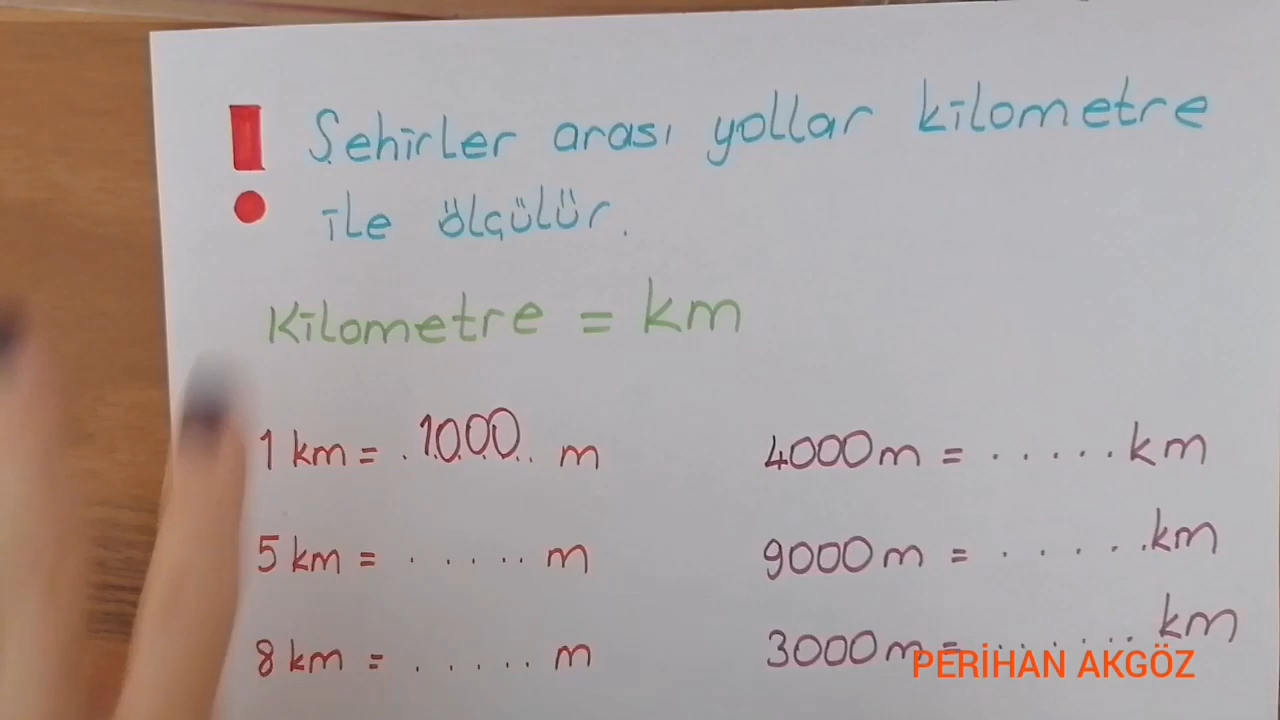 ! Şehirler arası yollar kilometre
ile ölçülür.
Kilometre = km
1 km = .1000.. m
5 km = ..... m
8 km = ..... m
4000 m = ..... km
9000 m = ..... km
3000 m = ...... km
PERİHAN AKGÖZ